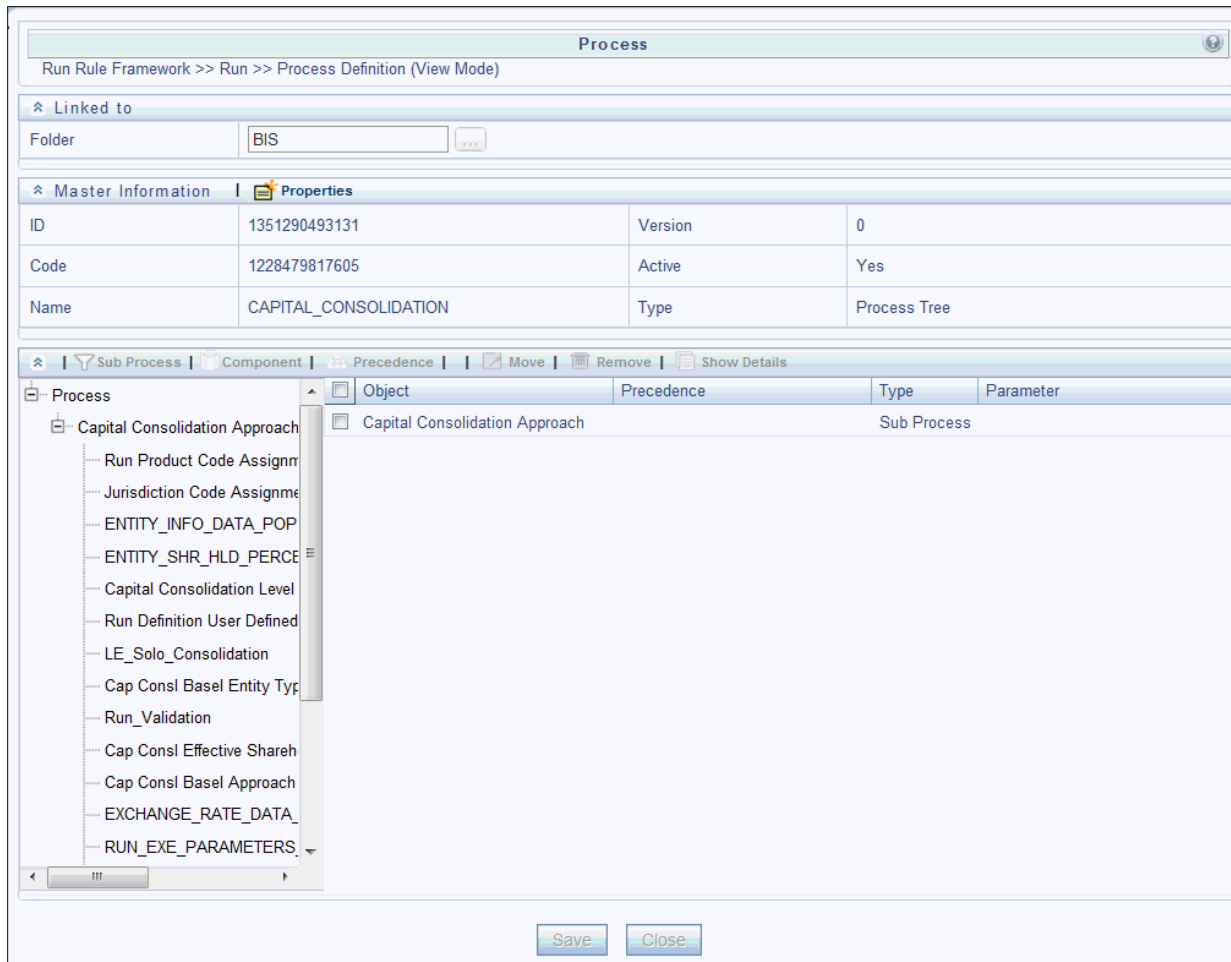 Process
Run Rule Framework >> Run >> Process Definition (View Mode)
Linked to
Folder BIS ...
Master Information | Properties
ID 1351290493131 Version 0
Code 1228479817605 Active Yes
Name CAPITAL_CONSOLIDATION Type Process Tree
| Sub Process | Component | Precedence | | Move | Remove | Show Details
Process
Object Precedence Type Parameter
Capital Consolidation Approach
Capital Consolidation Approach Sub Process
Run Product Code Assignm
Jurisdiction Code Assignme
ENTITY_INFO_DATA_POP
ENTITY_SHR_HLD_PERCE
Capital Consolidation Level
Run Definition User Defined
LE_Solo_Consolidation
Cap Consl Basel Entity Typ
Run_Validation
Cap Consl Effective Shareh
Cap Consl Basel Approach
EXCHANGE_RATE_DATA_
RUN_EXE_PARAMETERS_
Save Close